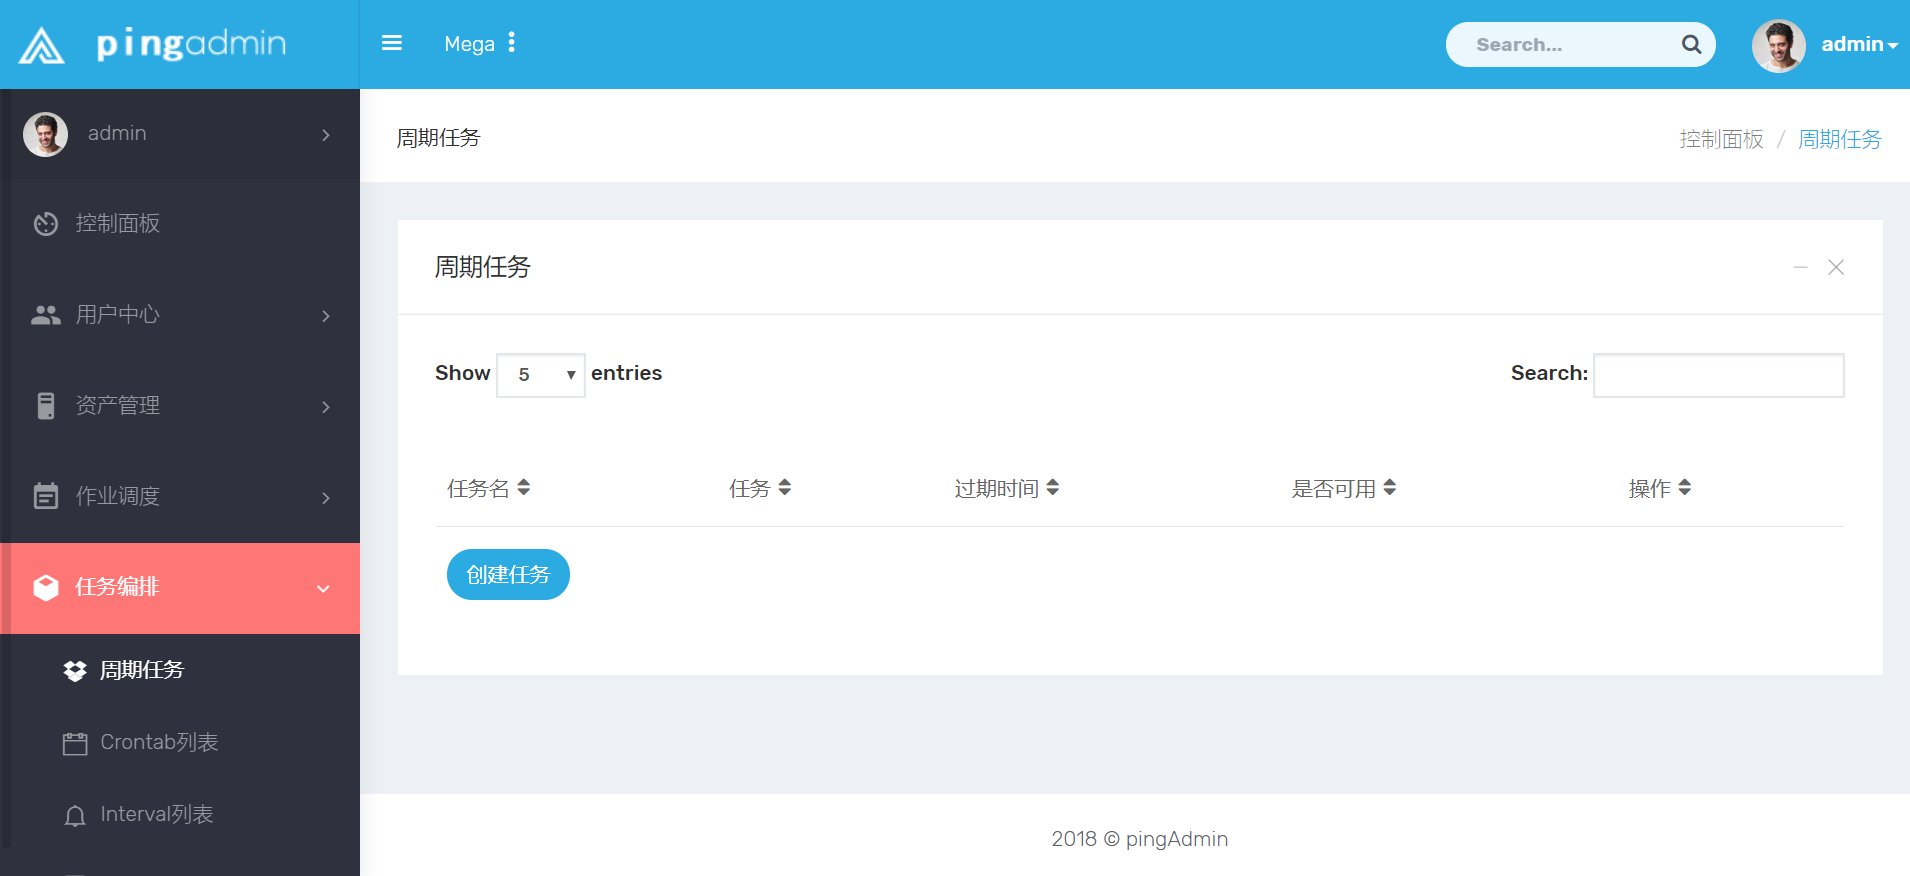 pingadmin
Mega
Search...
admin
admin
控制面板
用户中心
资产管理
作业调度
任务编排
周期任务
Crontab列表
Interval列表
周期任务
控制面板 / 周期任务
周期任务
Show 5 entries
Search:
任务名 任务 过期时间 是否可用 操作
创建任务
2018 © pingAdmin